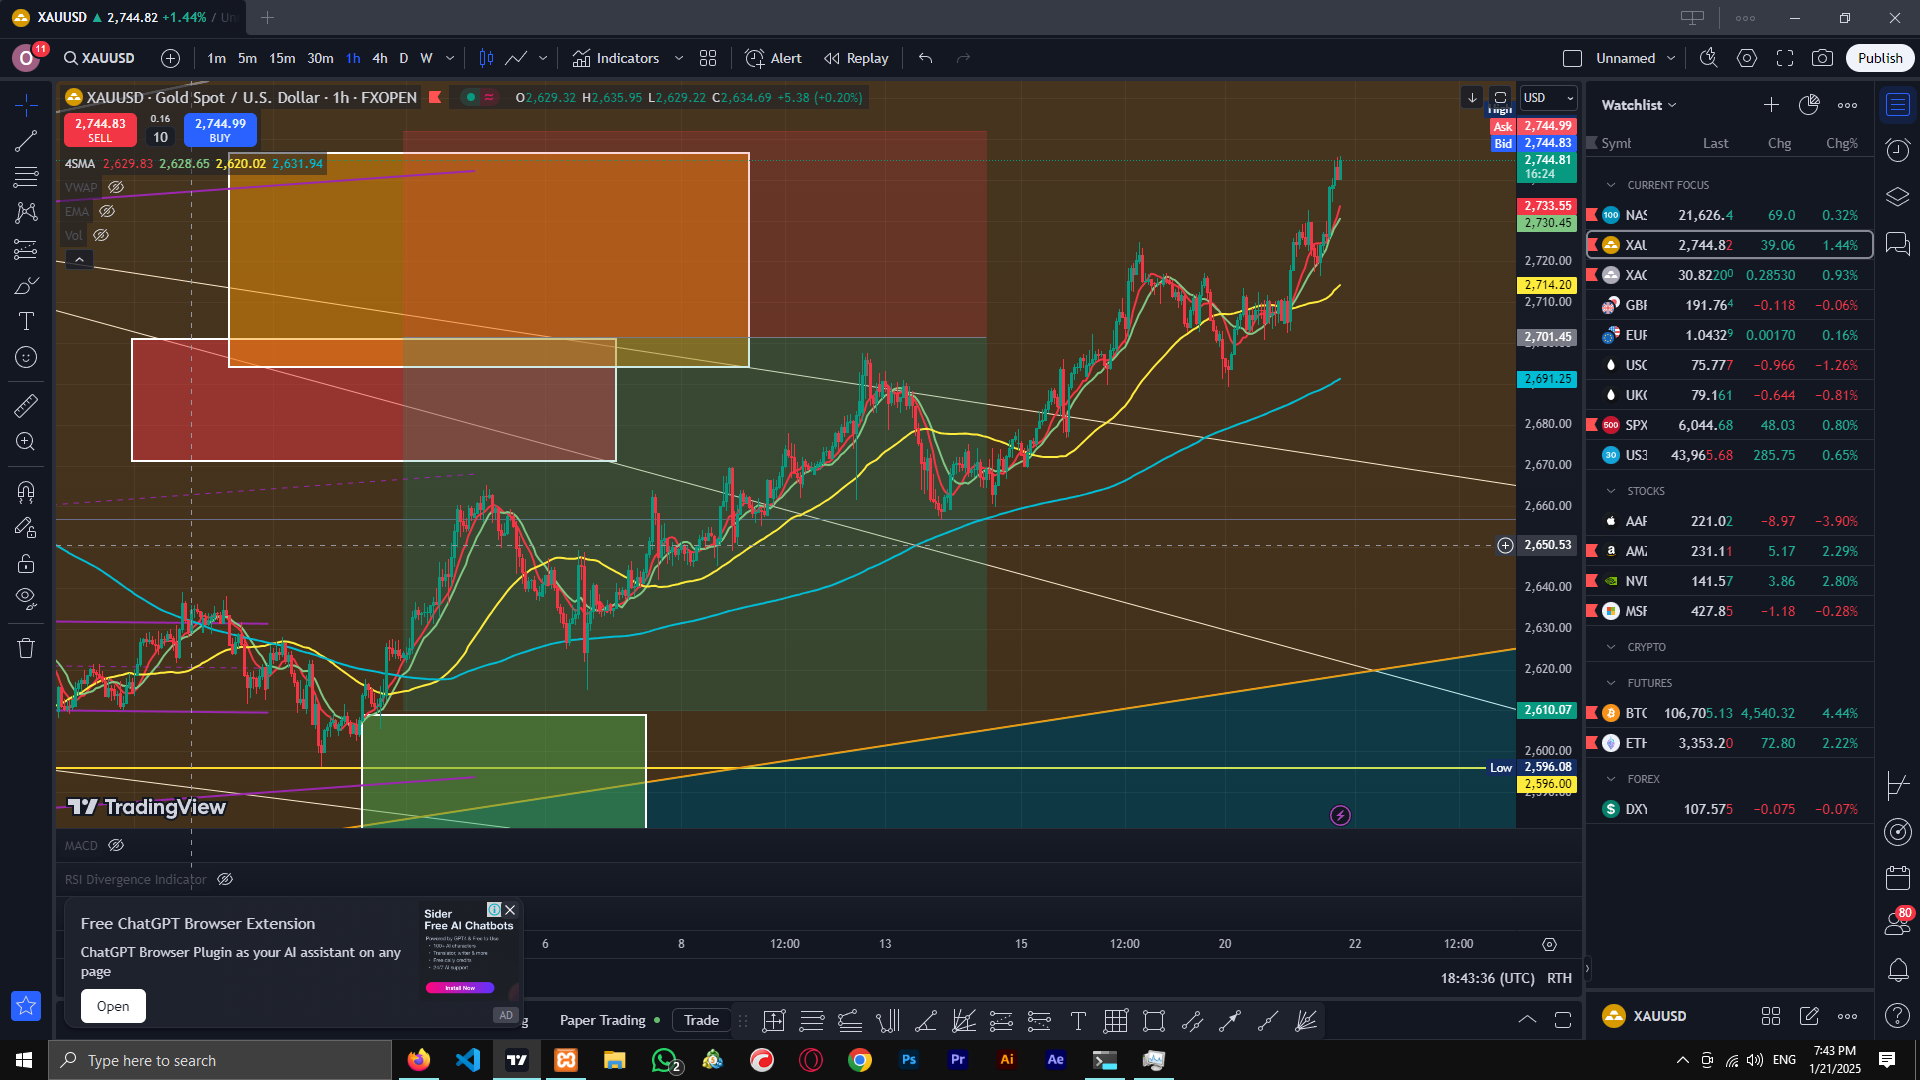 XAUUSD ▲ 2,744.82 +1.44% / Un
O 11 XAUUSD 1m 5m 15m 30m 1h 4h D W Indicators Alert Replay Unnamed Publish
XAUUSD · Gold Spot / U.S. Dollar · 1h · FXOPEN O2,629.32 H2,635.95 L2,629.22 C2,634.69 +5.38 (+0.20%)
2,744.83 SELL 0.16 10 2,744.99 BUY
4SMA 2,629.83 2,628.65 2,620.02 2,631.94
VWAP
EMA
Vol
USD
High
Ask 2,744.99
Bid 2,744.83
2,744.81
16:24
2,733.55
2,730.45
2,720.00
2,714.20
2,710.00
2,701.45
2,691.25
2,680.00
2,670.00
2,660.00
2,650.53
2,640.00
2,630.00
2,620.00
2,610.07
2,600.00
Low 2,596.08
2,596.00
TradingView
MACD
RSI Divergence Indicator
Free ChatGPT Browser Extension
ChatGPT Browser Plugin as your AI assistant on any
page
Open
Sider
Free AI Chatbots
Install Now
AD
6 8 12:00 13 15 12:00 20 22 12:00
18:43:36 (UTC) RTH
g Paper Trading Trade
Watchlist
Symb Last Chg Chg%
CURRENT FOCUS
NAS 21,626.4 69.0 0.32%
XAU 2,744.82 39.06 1.44%
XAG 30.8220⁰ 0.28530 0.93%
GBP 191.76⁴ −0.118 −0.06%
EUR 1.0432⁹ 0.00170 0.16%
USO 75.777 −0.966 −1.26%
UKO 79.161 −0.644 −0.81%
500 SPX 6,044.68 48.03 0.80%
30 US3 43,965.68 285.75 0.65%
STOCKS
AAP 221.02 −8.97 −3.90%
AMZ 231.11 5.17 2.29%
NVD 141.57 3.86 2.80%
MSF 427.85 −1.18 −0.28%
CRYPTO
FUTURES
BTC 106,705.13 4,540.32 4.44%
ETH 3,353.20 72.80 2.22%
FOREX
DXY 107.575 −0.075 −0.07%
80
XAUUSD
Type here to search
2
Ps Pr Ai Ae
ENG
7:43 PM
1/21/2025